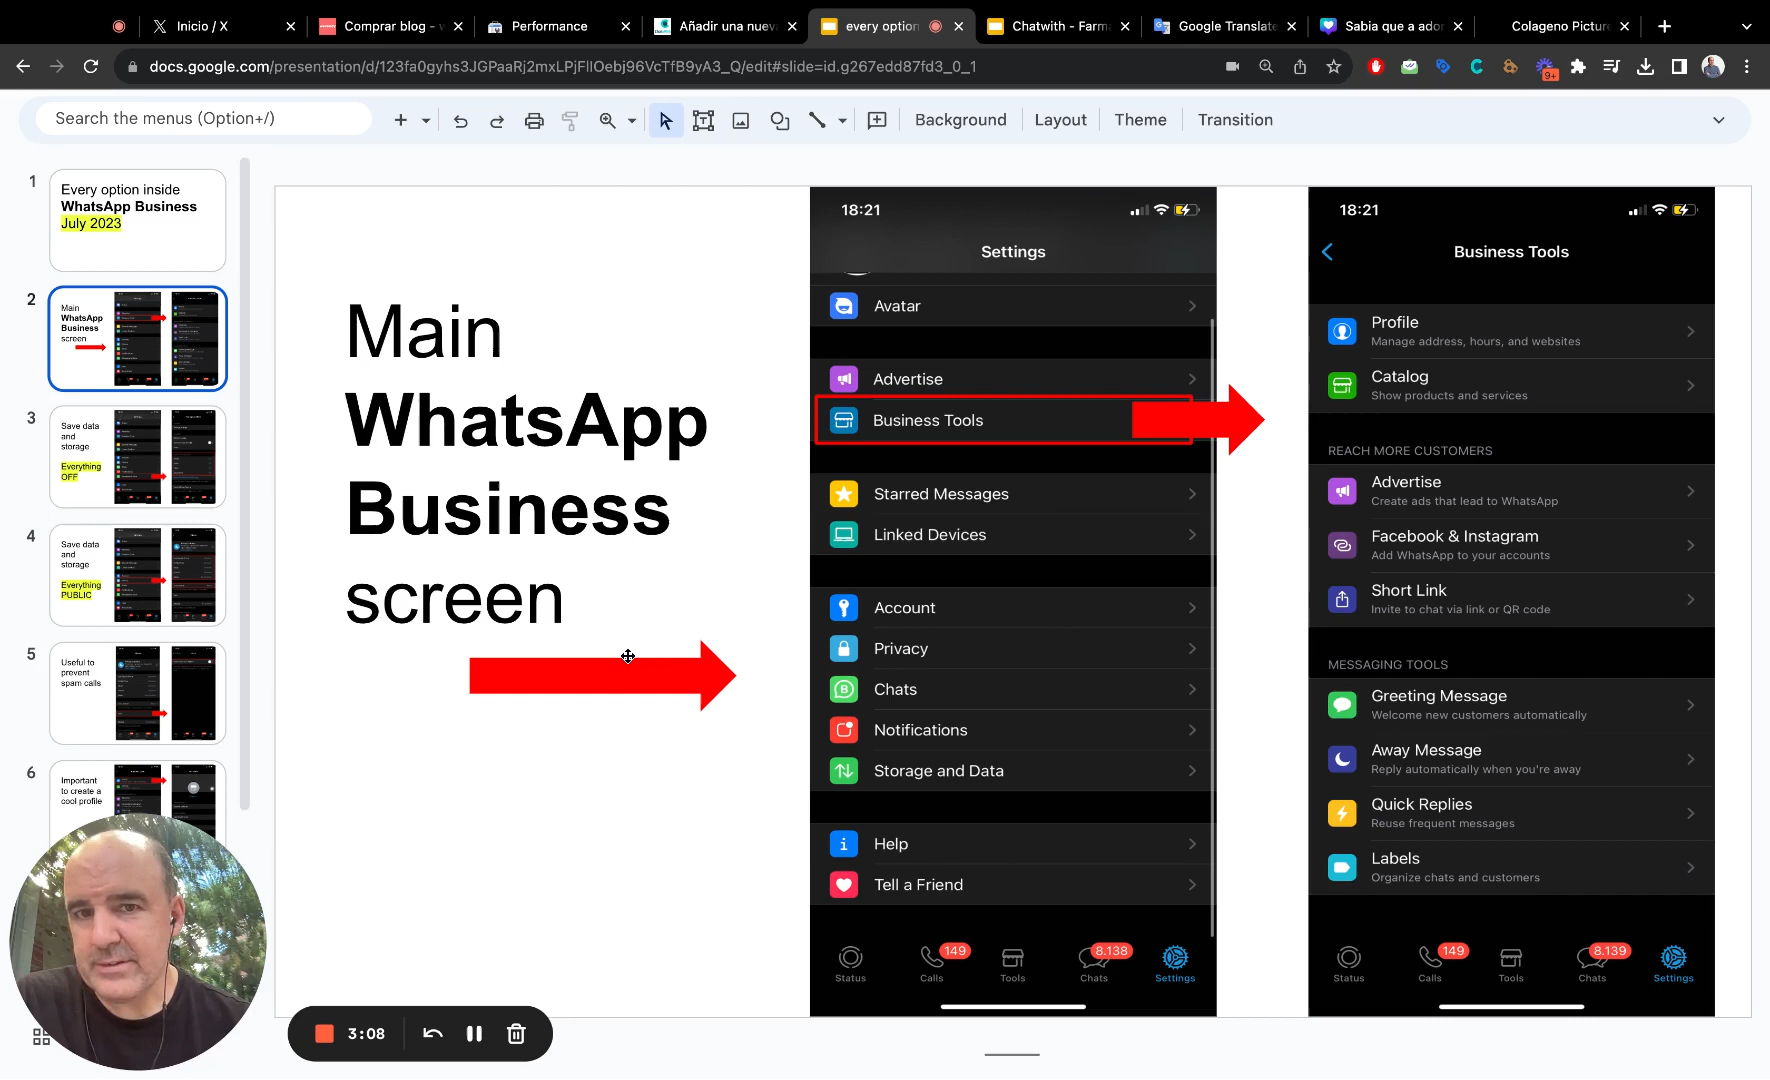 Inicio / X
Comprar blog - v
Performance
Añadir una nuev
every option
Chatwith - Farm
Google Translate
Sabia que a ador
Colageno Picture
docs.google.com/presentation/d/123fa0gyhs3JGPaaRj2mxLPjFlIOebj96VcTfB9yA3_Q/edit#slide=id.g267edd87fd3_0_1
9+
Search the menus (Option+/)
Background
Layout
Theme
Transition
1
Every option inside
WhatsApp Business
July 2023
2
Main
WhatsApp
Business
screen
3
Save data
and
storage
Everything
OFF
4
Save data
and
storage
Everything
PUBLIC
5
Useful to
prevent
spam calls
6
Important
to create a
cool profile
Main
WhatsApp
Business
screen
18:21
Settings
Avatar
Advertise
Business Tools
Starred Messages
Linked Devices
Account
Privacy
Chats
Notifications
Storage and Data
Help
Tell a Friend
149
8.138
Status
Calls
Tools
Chats
Settings
18:21
Business Tools
Profile
Manage address, hours, and websites
Catalog
Show products and services
REACH MORE CUSTOMERS
Advertise
Create ads that lead to WhatsApp
Facebook & Instagram
Add WhatsApp to your accounts
Short Link
Invite to chat via link or QR code
MESSAGING TOOLS
Greeting Message
Welcome new customers automatically
Away Message
Reply automatically when you're away
Quick Replies
Reuse frequent messages
Labels
Organize chats and customers
149
8.139
Status
Calls
Tools
Chats
Settings
3:08